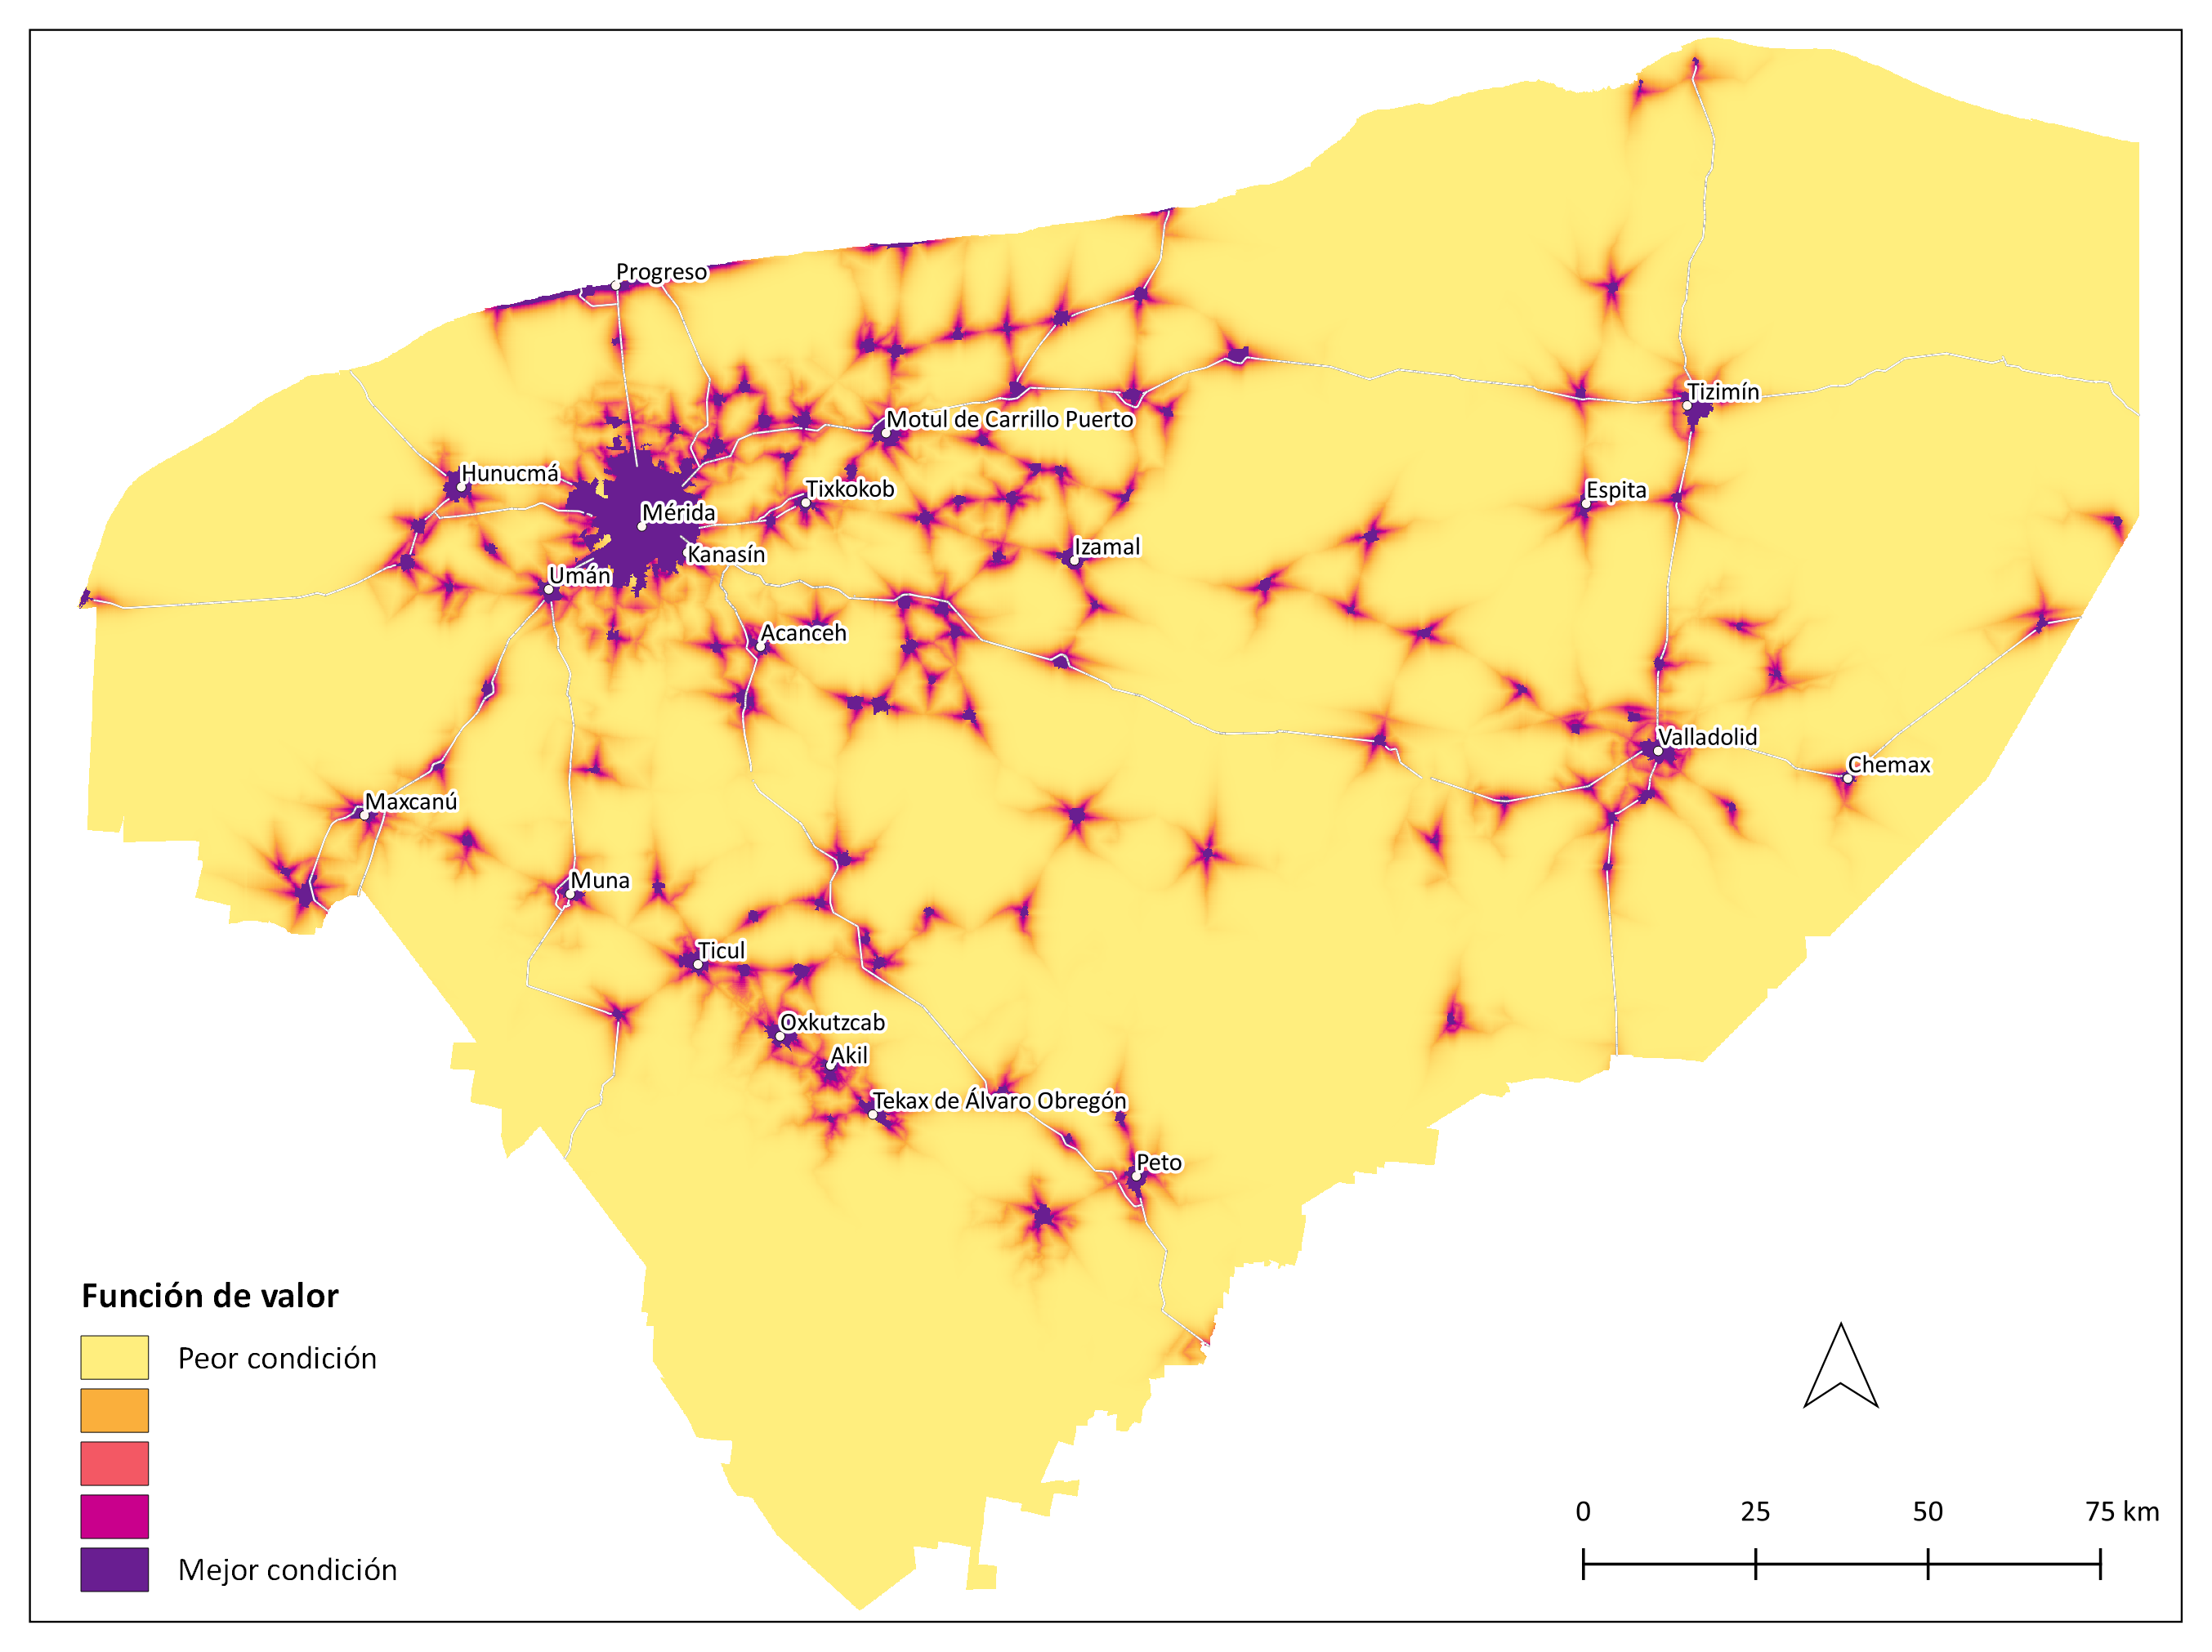 Progreso
Tizimín
Motul de Carrillo Puerto
Hunucmá
Tixkokob
Espita
Mérida
Izamal
Kanasín
Umán
Acanceh
Valladolid
Chemax
Maxcanú
Muna
Ticul
Oxkutzcab
Akil
Tekax de Álvaro Obregón
Peto
Función de valor
Peor condición
Mejor condición
0 25 50 75 km